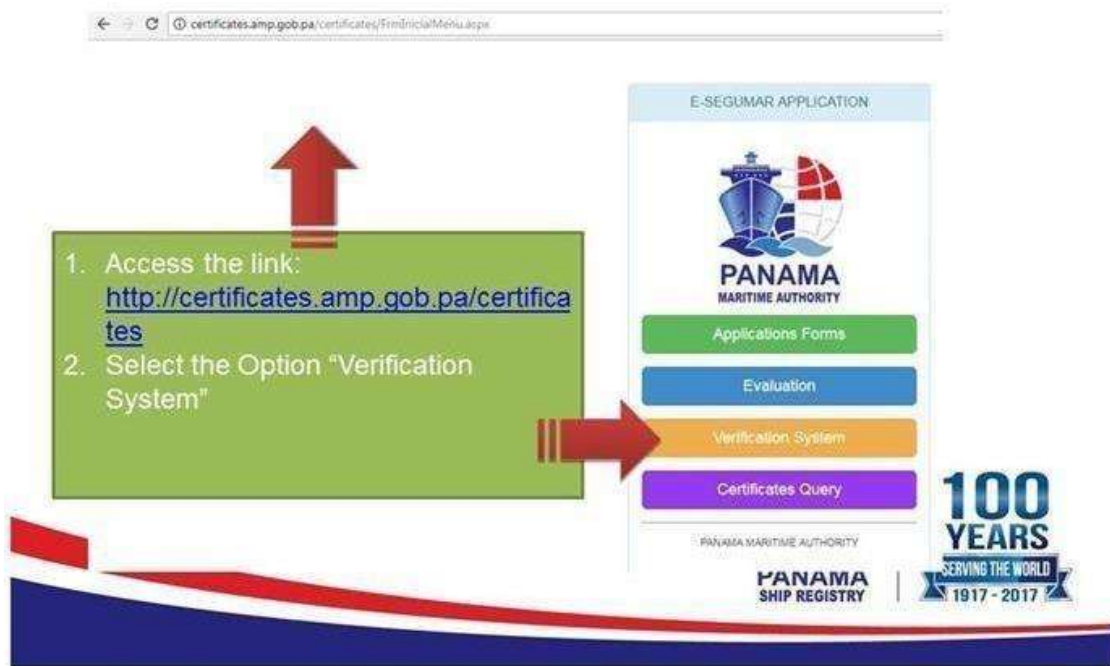 certificates.amp.gob.pa/certificates/FrmInicialMenu.aspx
E-SEGUMAR APPLICATION
PANAMA
MARITIME AUTHORITY
1. Access the link:
http://certificates.amp.gob.pa/certifica
tes
2. Select the Option “Verification
System”
Applications Forms
Evaluation
Verification System
Certificates Query
PANAMA MARITIME AUTHORITY
PANAMA
SHIP REGISTRY
100
YEARS
SERVING THE WORLD
1917 - 2017